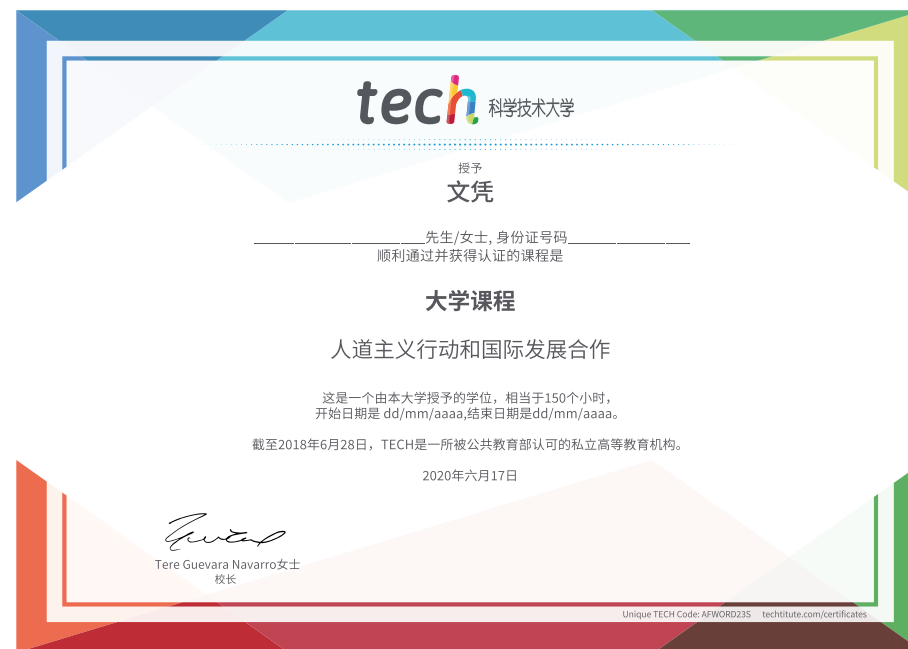 tech 科学技术大学
授予
文凭
先生/女士, 身份证号码
顺利通过并获得认证的课程是
大学课程
人道主义行动和国际发展合作
这是一个由本大学授予的学位，相当于150个小时，
开始日期是 dd/mm/aaaa,结束日期是dd/mm/aaaa。
截至2018年6月28日，TECH是一所被公共教育部认可的私立高等教育机构。
2020年六月17日
Tere Guevara Navarro女士
校长
Unique TECH Code: AFWORD23S techtitute.com/certificates